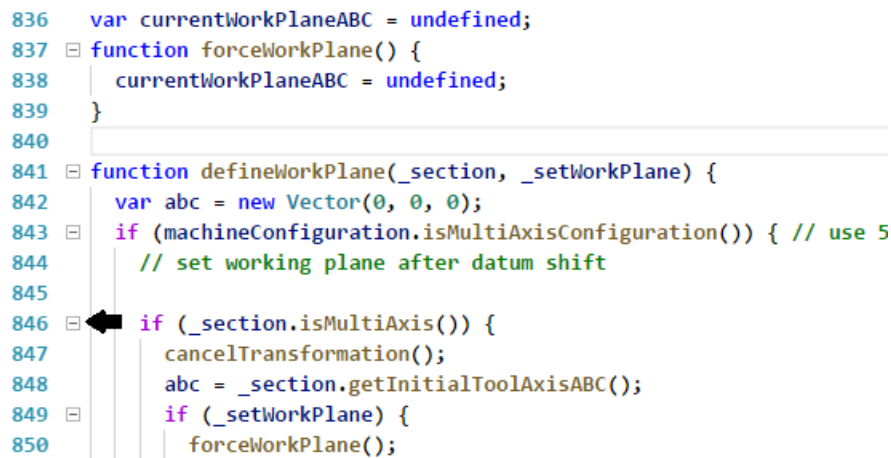 836 var currentWorkPlaneABC = undefined;
837 function forceWorkPlane() {
838 currentWorkPlaneABC = undefined;
839 }
840
841 function defineWorkPlane(_section, _setWorkPlane) {
842 var abc = new Vector(0, 0, 0);
843 if (machineConfiguration.isMultiAxisConfiguration()) { // use 5
844 // set working plane after datum shift
845
846 if (_section.isMultiAxis()) {
847 cancelTransformation();
848 abc = _section.getInitialToolAxisABC();
849 if (_setWorkPlane) {
850 forceWorkPlane();